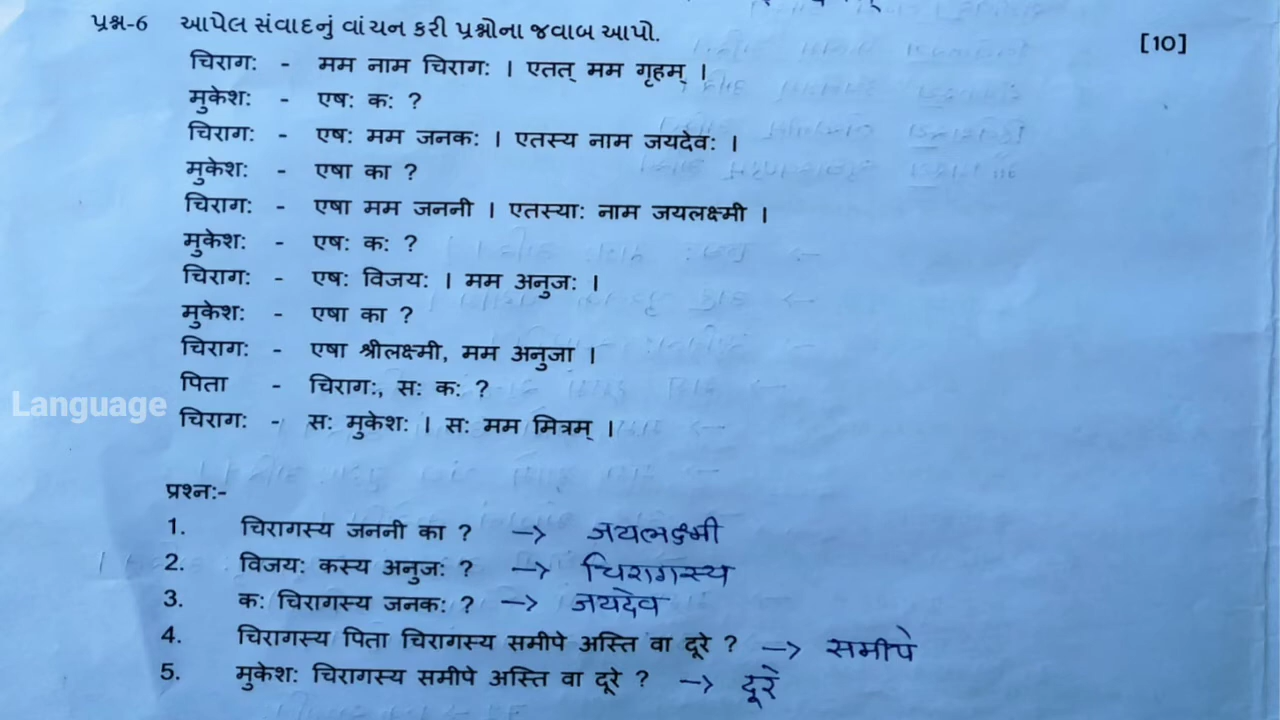 પ્રશ્ન-6 આપેલ સંવાદનું વાંચન કરી પ્રશ્નોના જવાબ આપો. [10]
चिरागः - मम नाम चिरागः । एतत् मम गृहम् ।
मुकेशः - एषः कः ?
चिरागः - एषः मम जनकः । एतस्य नाम जयदेवः ।
मुकेशः - एषा का ?
चिरागः - एषा मम जननी । एतस्याः नाम जयलक्ष्मी ।
मुकेशः - एषः कः ?
चिरागः - एषः विजयः । मम अनुजः ।
मुकेशः - एषा का ?
चिरागः - एषा श्रीलक्ष्मी, मम अनुजा ।
पिता - चिरागः, सः कः ?
Language
चिरागः - सः मुकेशः । सः मम मित्रम् ।
प्रश्नः-
1. चिरागस्य जननी का ? → जयलक्ष्मी
2. विजयः कस्य अनुजः ? → चिरागस्य
3. कः चिरागस्य जनकः ? → जयदेव
4. चिरागस्य पिता चिरागस्य समीपे अस्ति वा दूरे ? → समीपे
5. मुकेशः चिरागस्य समीपे अस्ति वा दूरे ? → दूरे